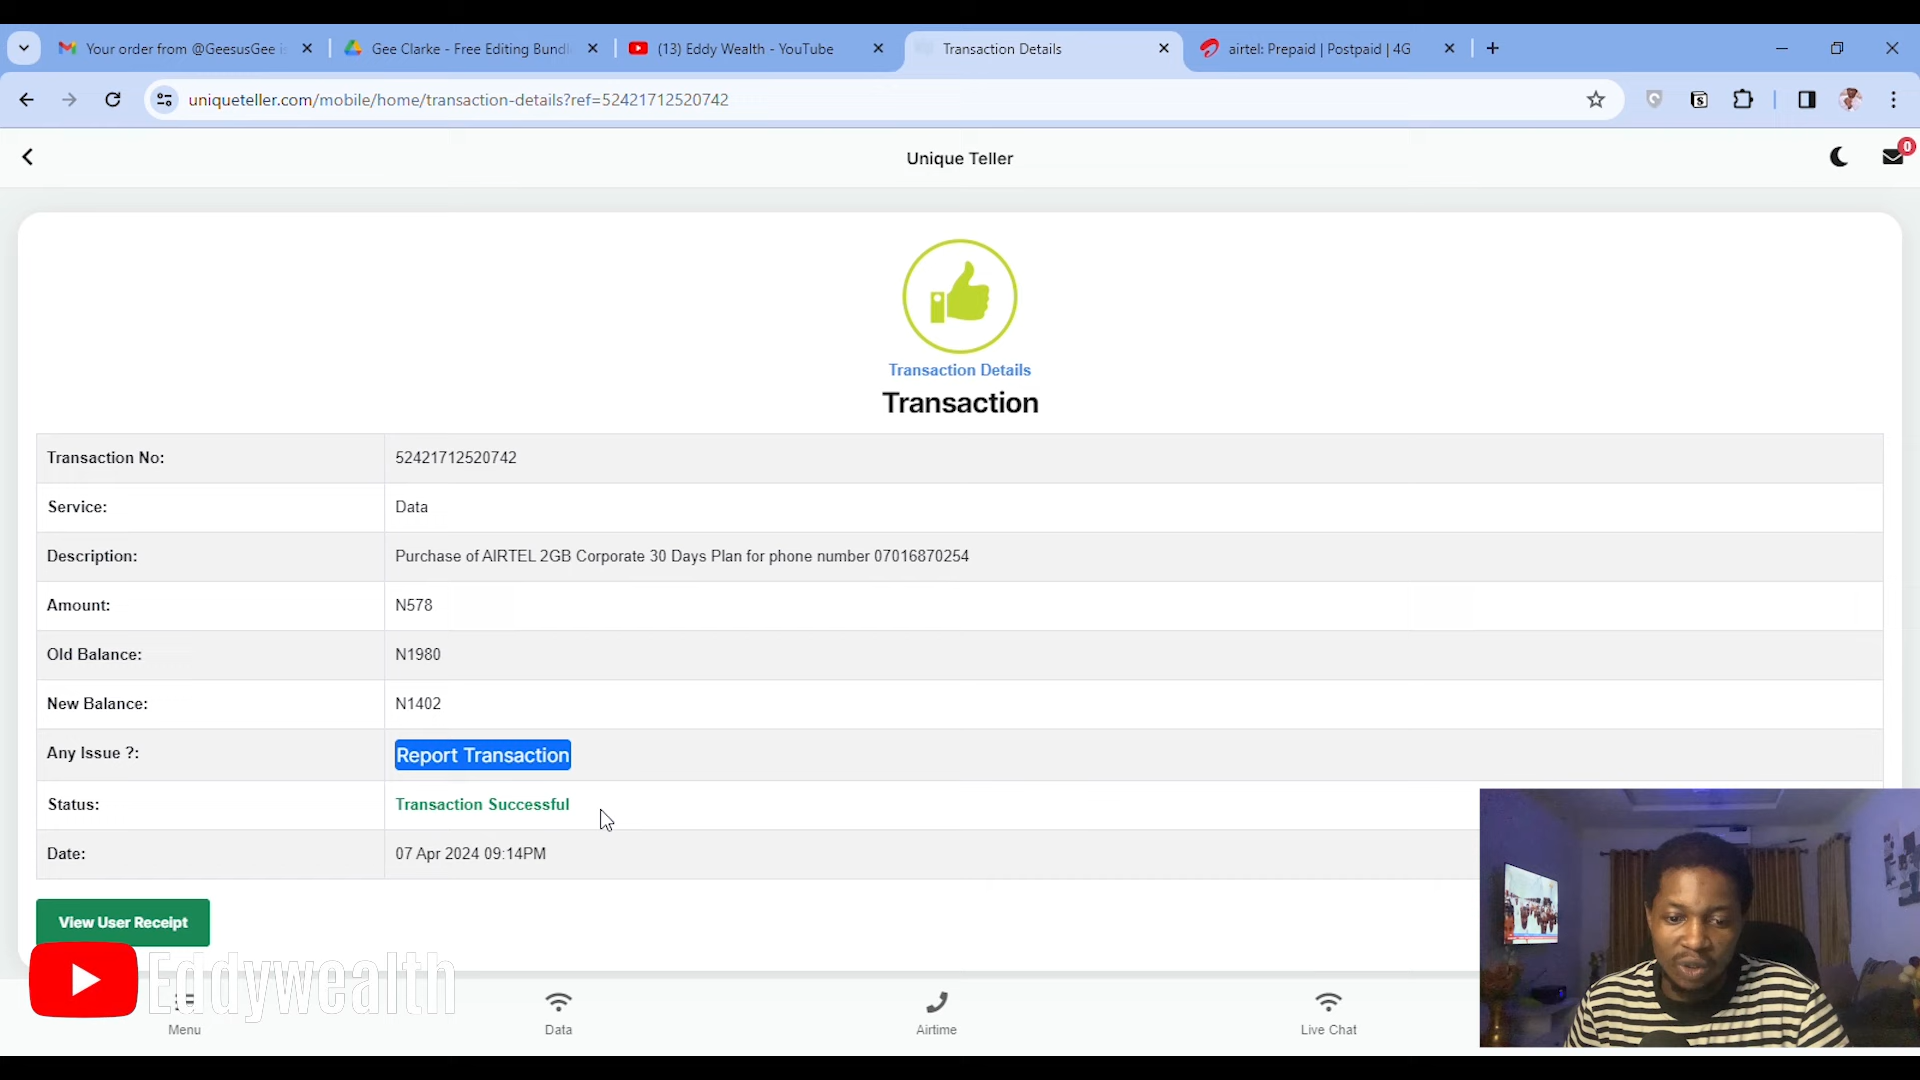 Your order from @GeesusGee is
Gee Clarke - Free Editing Bundl
(13) Eddy Wealth - YouTube
Transaction Details
airtel: Prepaid | Postpaid | 4G
uniqueteller.com/mobile/home/transaction-details?ref=52421712520742
Unique Teller
0
Transaction Details
Transaction
Transaction No: 52421712520742
Service: Data
Description: Purchase of AIRTEL 2GB Corporate 30 Days Plan for phone number 07016870254
Amount: N578
Old Balance: N1980
New Balance: N1402
Any Issue ?: Report Transaction
Status: Transaction Successful
Date: 07 Apr 2024 09:14PM
View User Receipt
Eddywealth
Menu
Data
Airtime
Live Chat